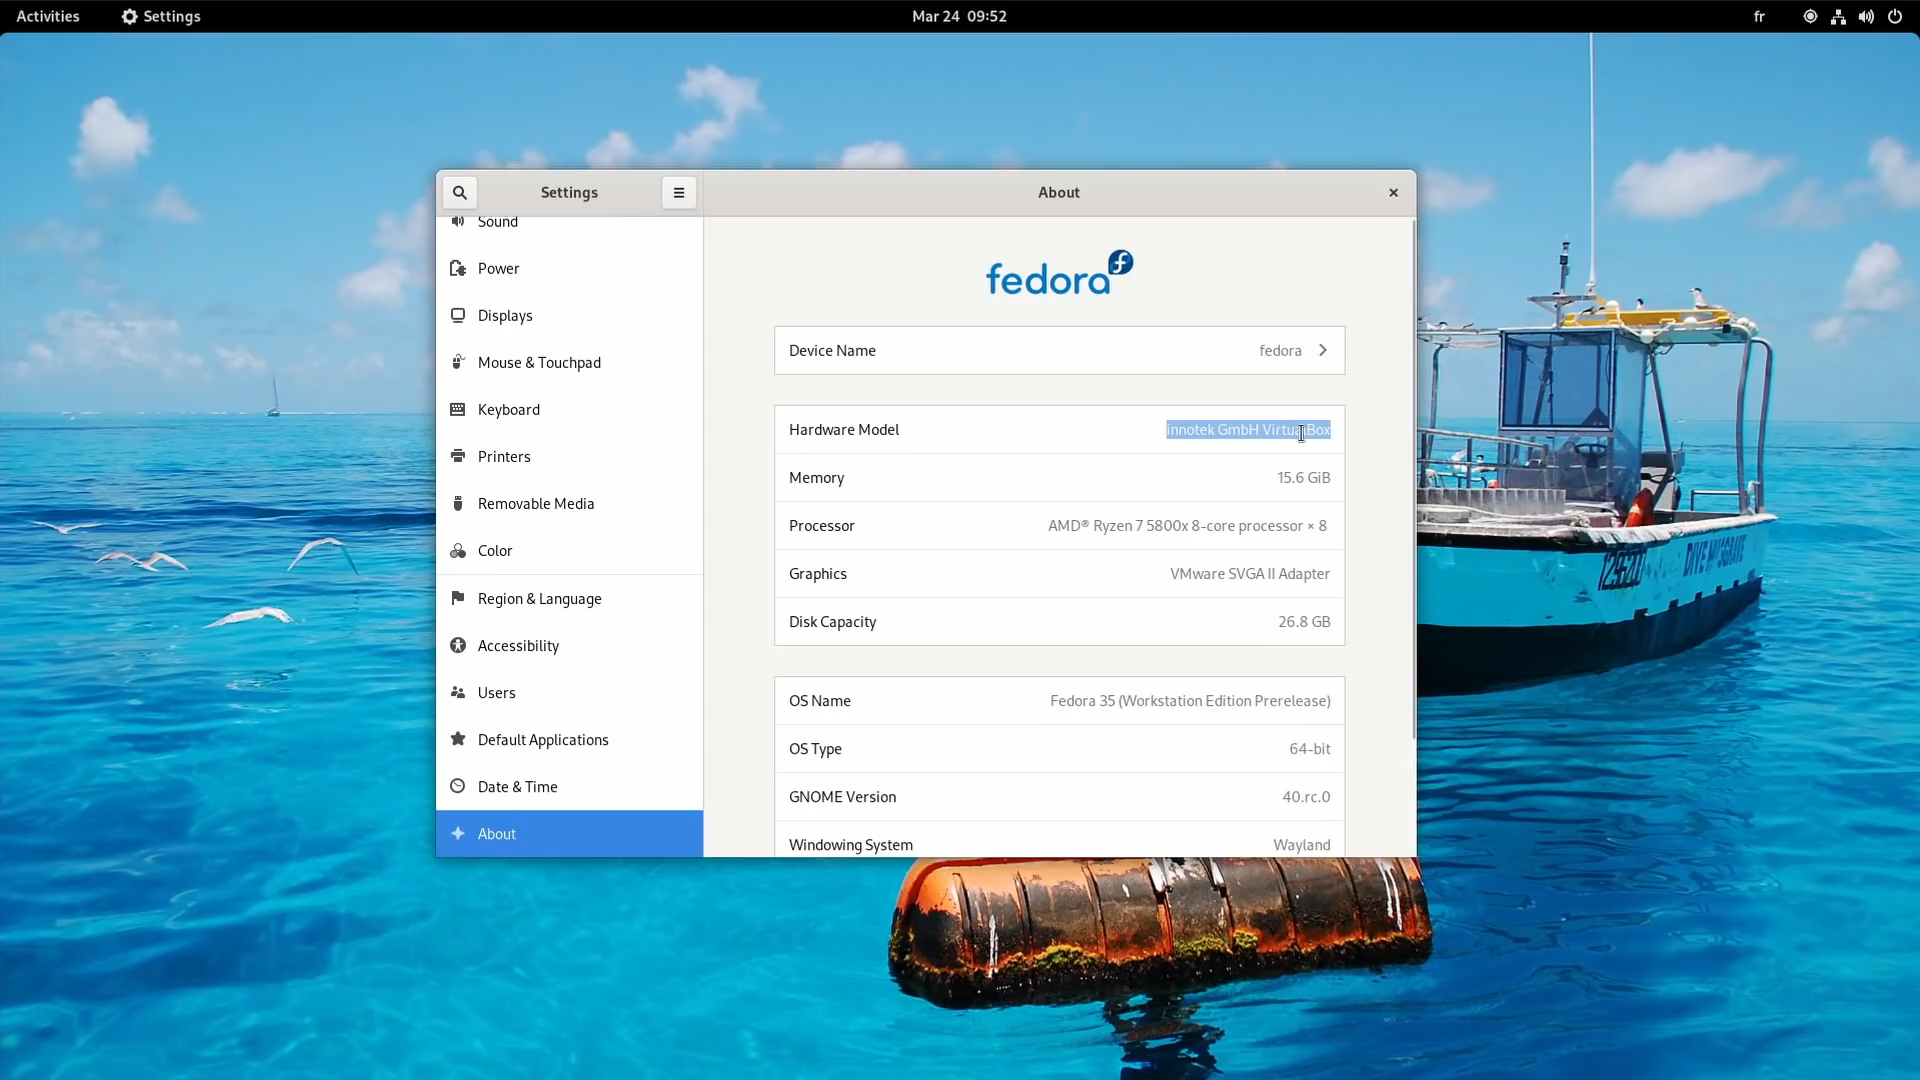 Activities
Settings
Mar 24 09:52
fr
Settings
About
Sound
Power
Displays
Mouse & Touchpad
Keyboard
Printers
Removable Media
Color
Region & Language
Accessibility
Users
Default Applications
Date & Time
About
fedora
Device Name fedora
Hardware Model innotek GmbH VirtualBox
Memory 15.6 GiB
Processor AMD® Ryzen 7 5800x 8-core processor × 8
Graphics VMware SVGA II Adapter
Disk Capacity 26.8 GB
OS Name Fedora 35 (Workstation Edition Prerelease)
OS Type 64-bit
GNOME Version 40.rc.0
Windowing System Wayland
DIVE MUSGRAVE